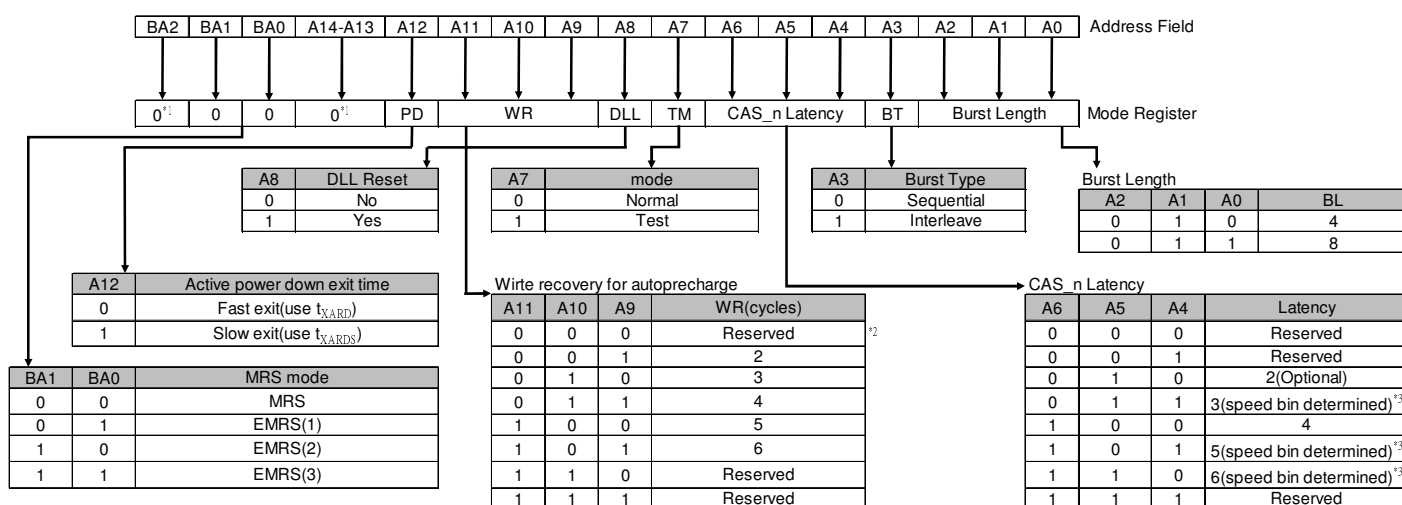 BA2 BA1 BA0 A14-A13 A12 A11 A10 A9 A8 A7 A6 A5 A4 A3 A2 A1 A0 Address Field
0*1 0 0 0*1 PD WR DLL TM CAS_n Latency BT Burst Length Mode Register
A8 DLL Reset
0 No
1 Yes
A7 mode
0 Normal
1 Test
A3 Burst Type
0 Sequential
1 Interleave
Burst Length
A2 A1 A0 BL
0 1 0 4
0 1 1 8
A12 Active power down exit time
0 Fast exit(use tXARD)
1 Slow exit(use tXARDS)
BA1 BA0 MRS mode
0 0 MRS
0 1 EMRS(1)
1 0 EMRS(2)
1 1 EMRS(3)
Wirte recovery for autoprecharge
A11 A10 A9 WR(cycles)
0 0 0 Reserved *2
0 0 1 2
0 1 0 3
0 1 1 4
1 0 0 5
1 0 1 6
1 1 0 Reserved
1 1 1 Reserved
CAS_n Latency
A6 A5 A4 Latency
0 0 0 Reserved
0 0 1 Reserved
0 1 0 2(Optional)
0 1 1 3(speed bin determined)*3
1 0 0 4
1 0 1 5(speed bin determined)*3
1 1 0 6(speed bin determined)*3
1 1 1 Reserved